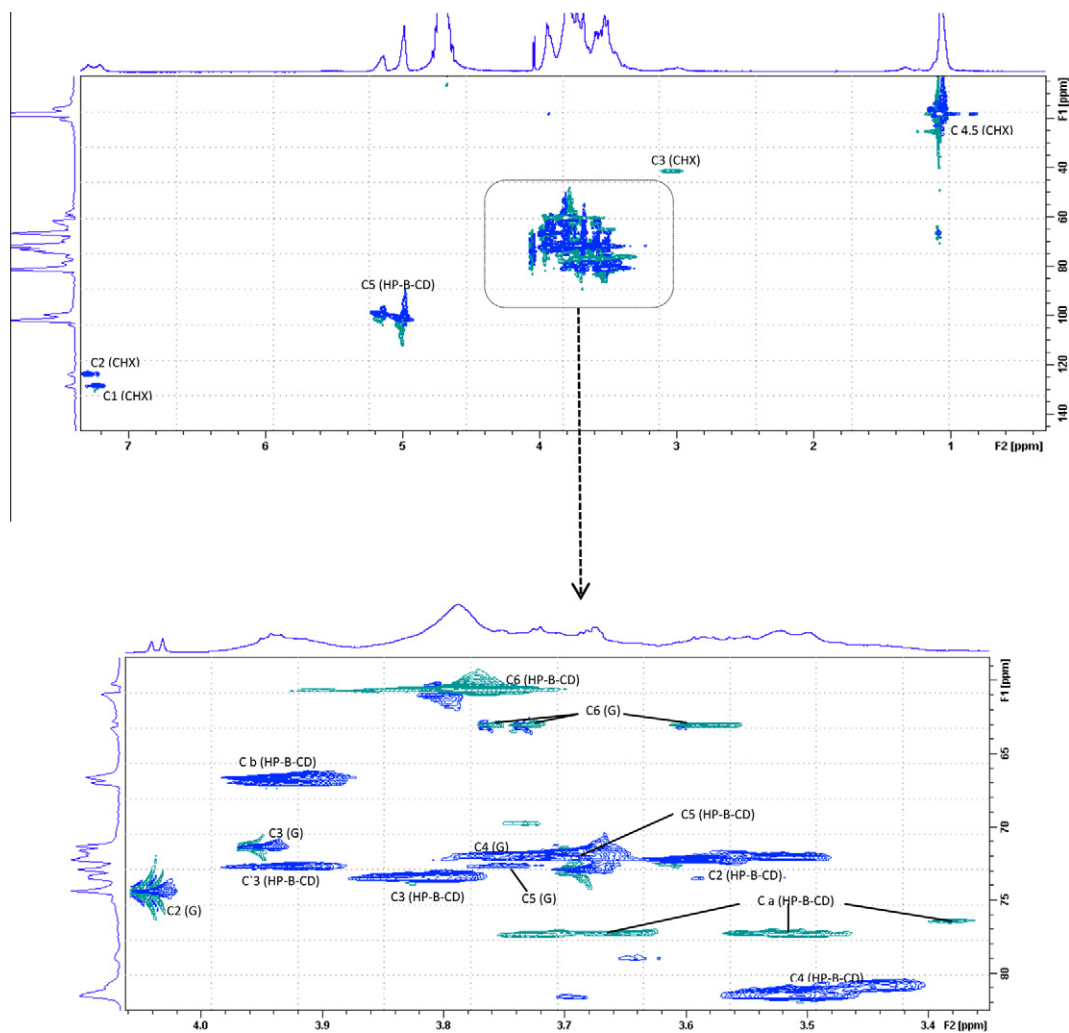 F1 [ppm]
C 4.5 (CHX)
C3 (CHX)
40
60
80
C5 (HP-B-CD)
100
C2 (CHX)
120
C1 (CHX)
140
7 6 5 4 3 2 1 F2 [ppm]
C6 (HP-B-CD)
F1 [ppm]
C6 (G)
65
C b (HP-B-CD)
C5 (HP-B-CD)
70
C3 (G)
C4 (G)
C'3 (HP-B-CD)
C2 (HP-B-CD)
C3 (HP-B-CD)
C5 (G)
C2 (G)
75
C a (HP-B-CD)
C4 (HP-B-CD)
80
4.0 3.9 3.8 3.7 3.6 3.5 3.4 F2 [ppm]